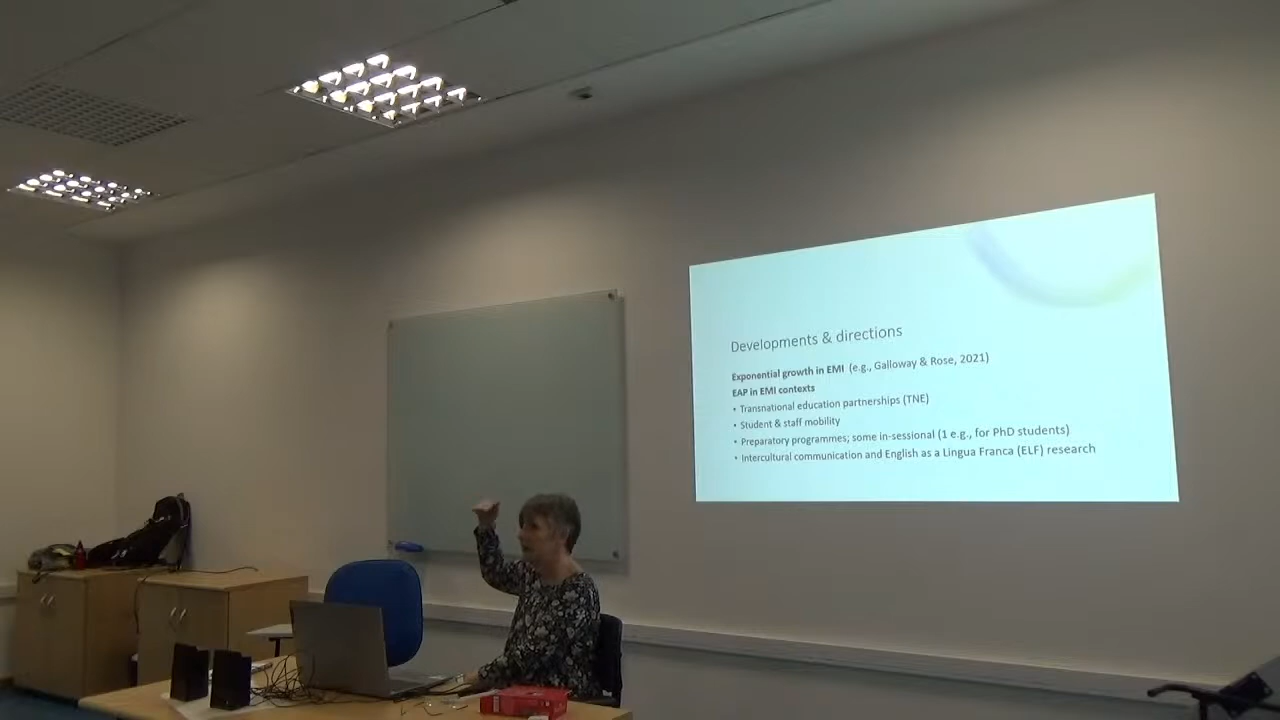 Developments & directions
Exponential growth in EMI (e.g., Galloway & Rose, 2021)
EAP in EMI contexts
• Transnational education partnerships (TNE)
• Student & staff mobility
• Preparatory programmes; some in-sessional (1 e.g., for PhD students)
• Intercultural communication and English as a Lingua Franca (ELF) research